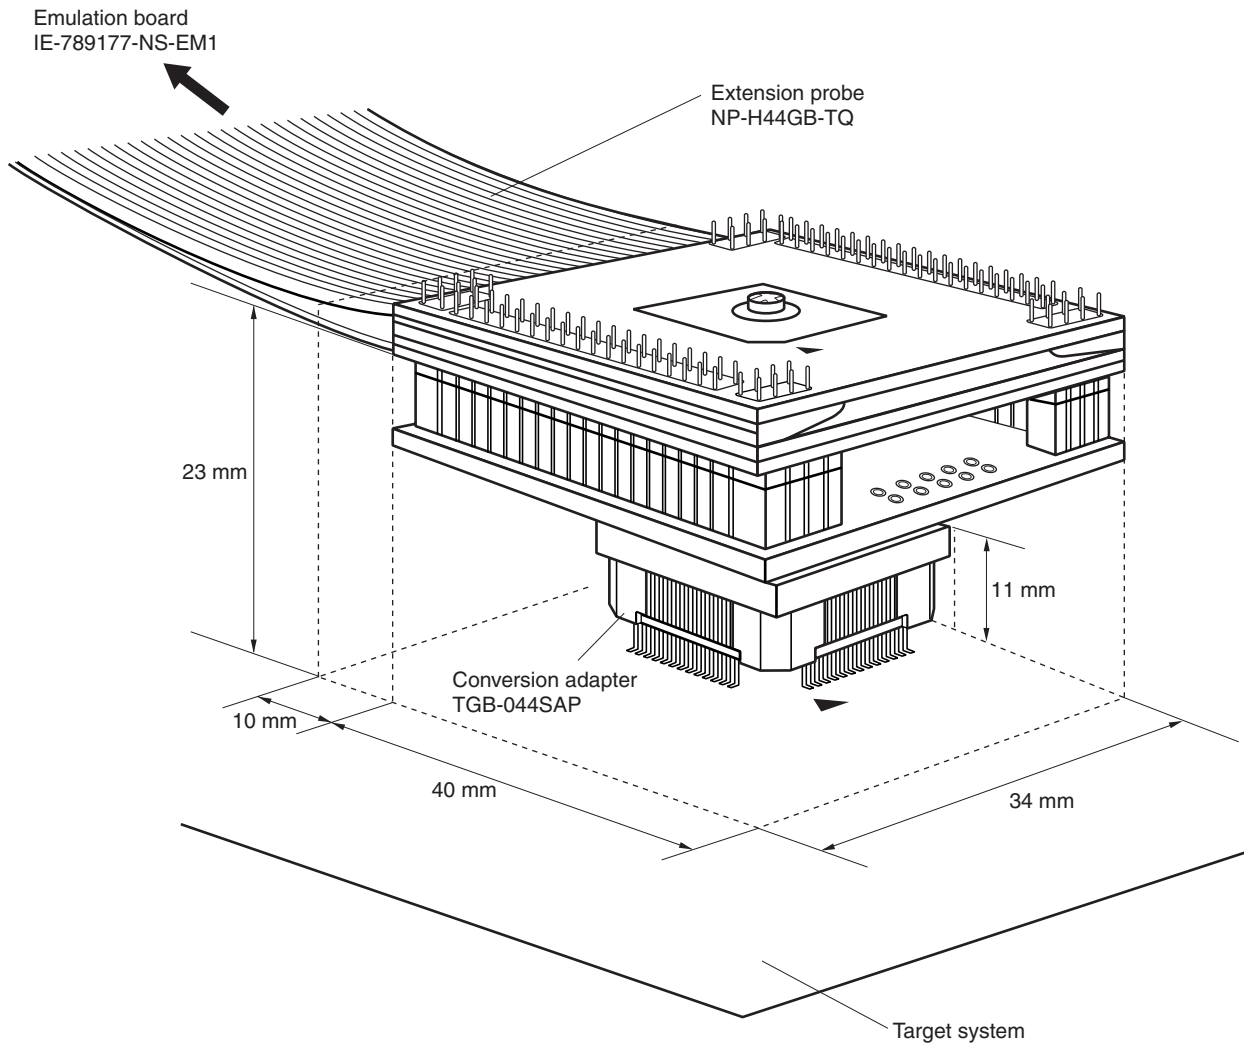 Emulation board
IE-789177-NS-EM1
Extension probe
NP-H44GB-TQ
23 mm
11 mm
Conversion adapter
TGB-044SAP
10 mm
40 mm
34 mm
Target system